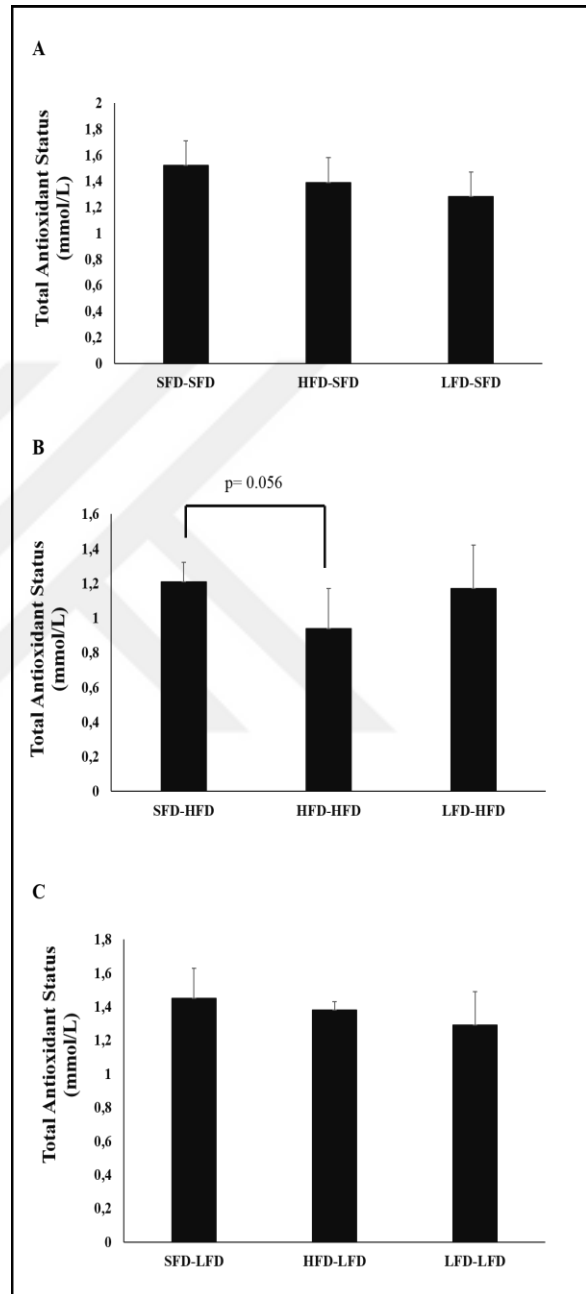 A
Total Antioxidant Status
(mmol/L)
2
1,8
1,6
1,4
1,2
1
0,8
0,6
0,4
0,2
0
SFD-SFD HFD-SFD LFD-SFD
B
p= 0.056
Total Antioxidant Status
(mmol/L)
1,6
1,4
1,2
1
0,8
0,6
0,4
0,2
0
SFD-HFD HFD-HFD LFD-HFD
C
Total Antioxidant Status
(mmol/L)
1,8
1,6
1,4
1,2
1
0,8
0,6
0,4
0,2
0
SFD-LFD HFD-LFD LFD-LFD